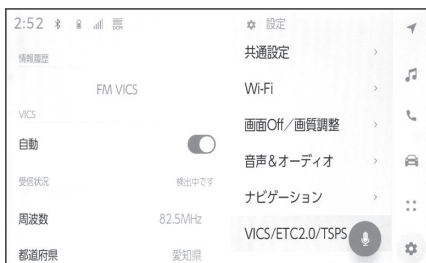 2:52
情報履歴
FM VICS
VICS
自動
受信状況 検出中です
周波数 82.5MHz
都道府県 愛知県
設定
共通設定
Wi-Fi
画面Off／画質調整
音声＆オーディオ
ナビゲーション
VICS/ETC2.0/TSPS